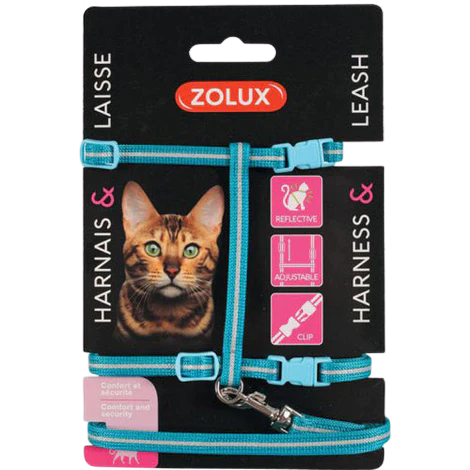 HARNAIS &
LAISSE
ZOLUX
LEASH
HARNESS &
REFLECTIVE
ADJUSTABLE
CLIP
Confort et
sécurité
Comfort and
security